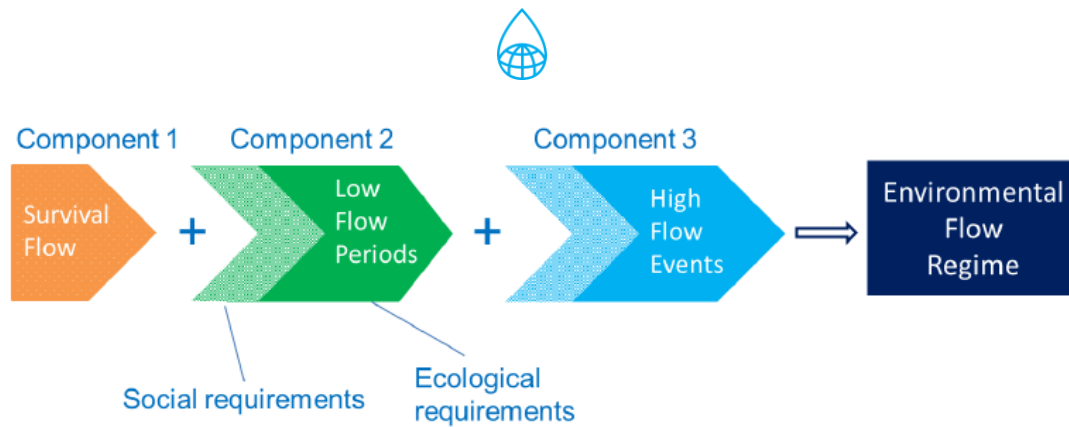 Component 1
Component 2
Component 3
Survival
Flow
+
Low
Flow
Periods
+
High
Flow
Events
Environmental
Flow
Regime
Social requirements
Ecological
requirements